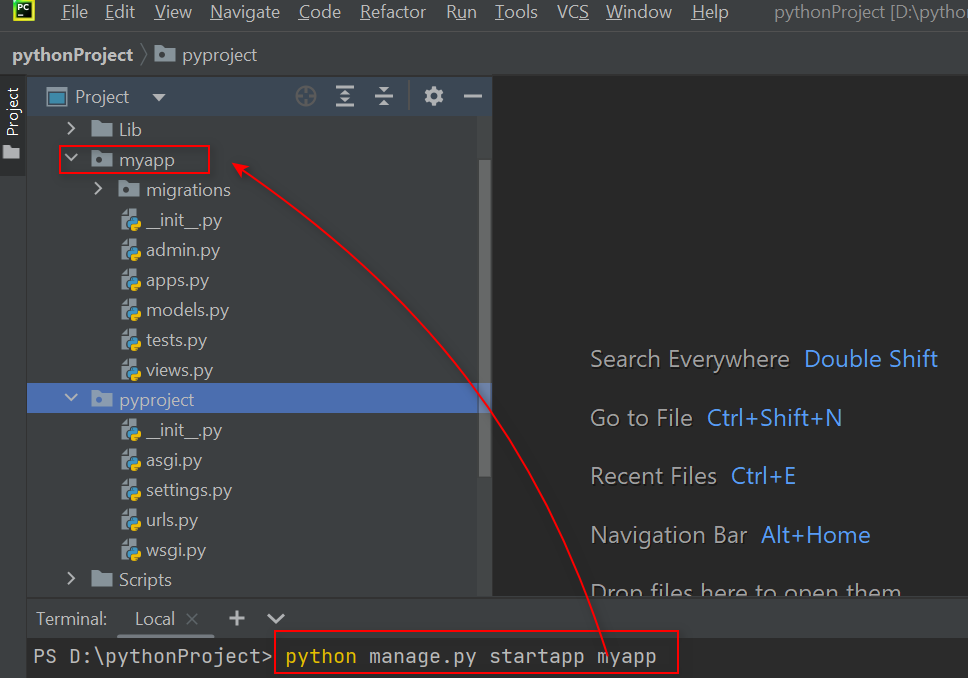 PC
File Edit View Navigate Code Refactor Run Tools VCS Window Help pythonProject [D:\pytho
pythonProject pyproject
Project
Project
Lib
myapp
migrations
__init__.py
admin.py
apps.py
models.py
tests.py
views.py
pyproject
__init__.py
asgi.py
settings.py
urls.py
wsgi.py
Scripts
Search Everywhere Double Shift
Go to File Ctrl+Shift+N
Recent Files Ctrl+E
Navigation Bar Alt+Home
Drop files here to open them
Terminal: Local
PS D:\pythonProject> python manage.py startapp myapp